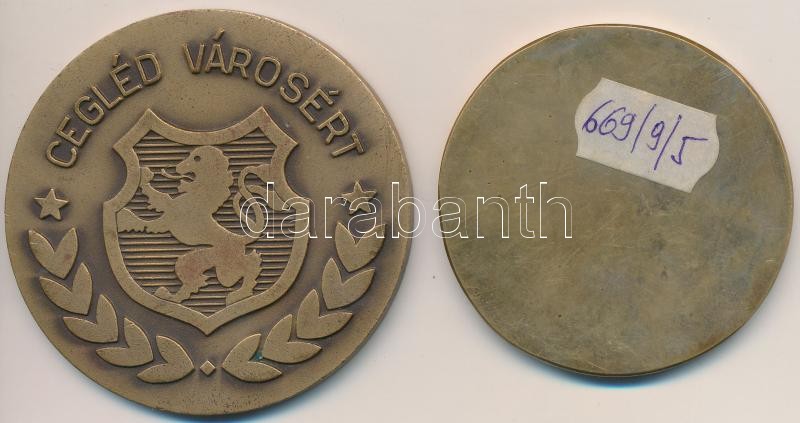 CEGLÉD VÁROSÉRT
669/9/5
darabanth